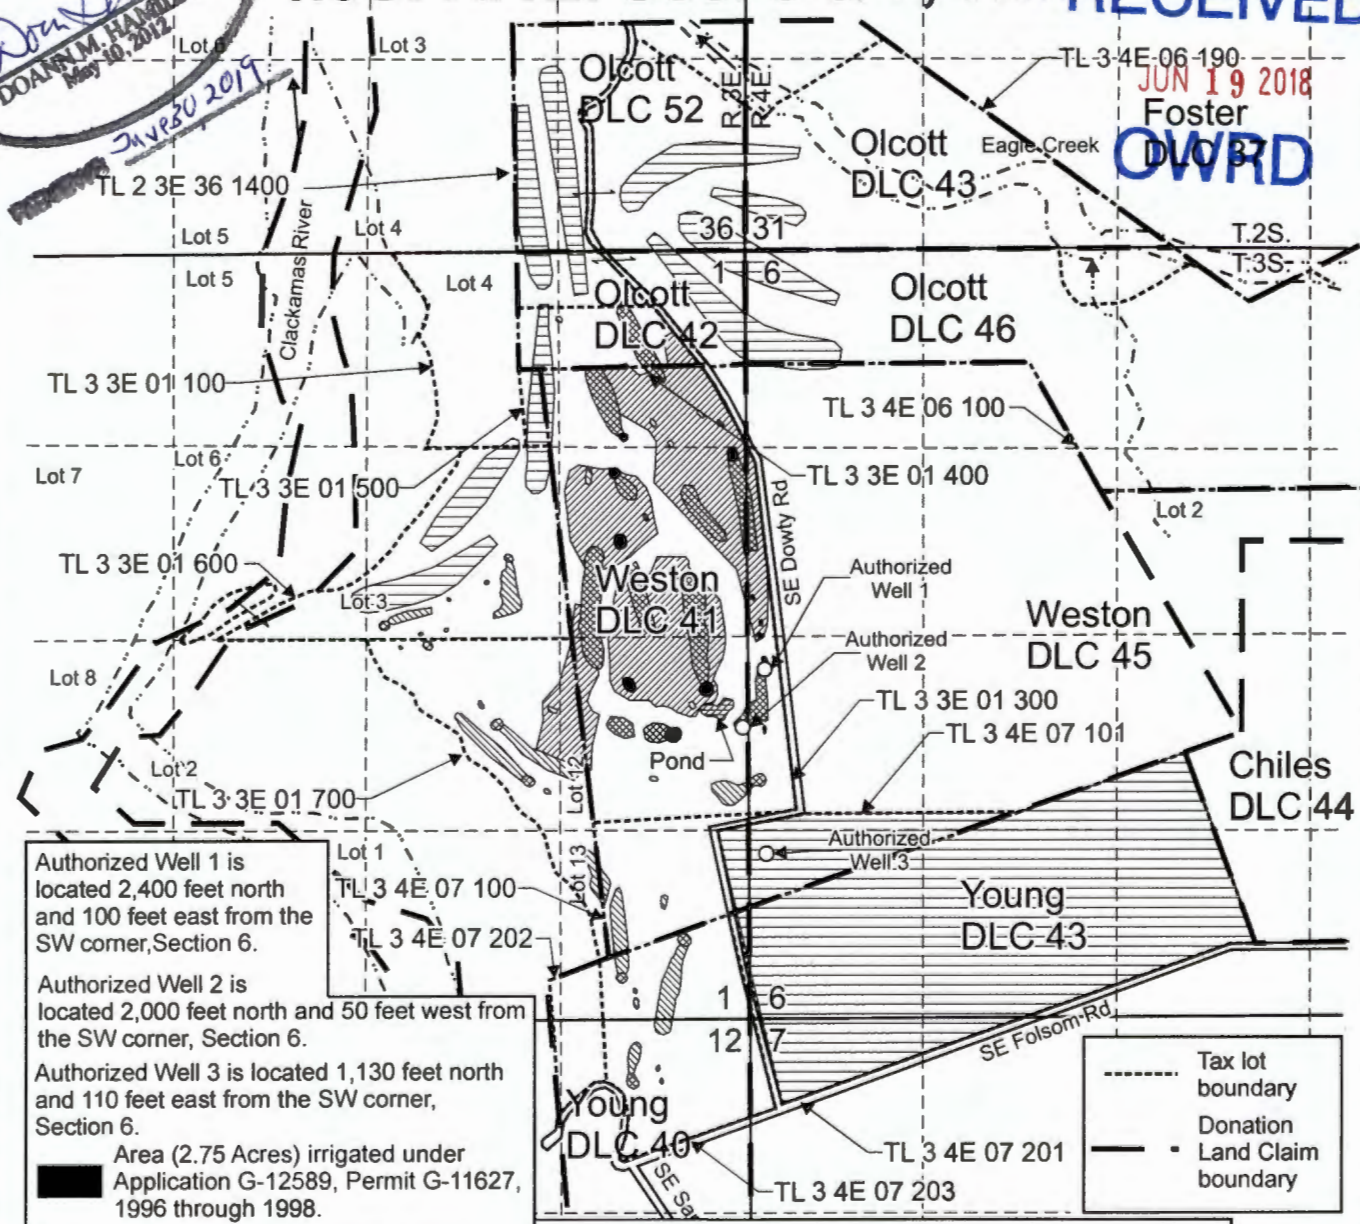 RECEIVED
JUN 19 2018
OWRD
DOANN M. HAMIL
May 10, 2012
June 30 2019
Lot 6
Lot 3
TL 3 4E 06 190
Foster
DLC 37
Olcott
DLC 52
R.3E.
R.4E.
Olcott
DLC 43
Eagle Creek
TL 2 3E 36 1400
Clackamas River
Lot 5
Lot 4
36
31
T.2S.
T.3S.
1
6
Lot 5
Lot 4
Olcott
DLC 42
Olcott
DLC 46
TL 3 3E 01 100
TL 3 4E 06 100
Lot 7
Lot 6
TL 3 3E 01 500
TL 3 3E 01 400
SE Dowty Rd
Lot 2
TL 3 3E 01 600
Lot 3
Weston
DLC 41
Authorized
Well 1
Weston
DLC 45
Authorized
Well 2
Lot 8
TL 3 3E 01 300
TL 3 4E 07 101
Pond
Lot 2
Lot 12
TL 3 3E 01 700
Chiles
DLC 44
Lot 1
Lot 13
Authorized
Well 3
TL 3 4E 07 100
Young
DLC 43
TL 3 4E 07 202
1
6
12
7
SE Folsom Rd
Young
DLC 40
TL 3 4E 07 201
TL 3 4E 07 203
Authorized Well 1 is
located 2,400 feet north
and 100 feet east from the
SW corner,Section 6.
Authorized Well 2 is
located 2,000 feet north and 50 feet west from
the SW corner, Section 6.
Authorized Well 3 is located 1,130 feet north
and 110 feet east from the SW corner,
Section 6.
Area (2.75 Acres) irrigated under
Application G-12589, Permit G-11627,
1996 through 1998.
Tax lot
boundary
Donation
Land Claim
boundary